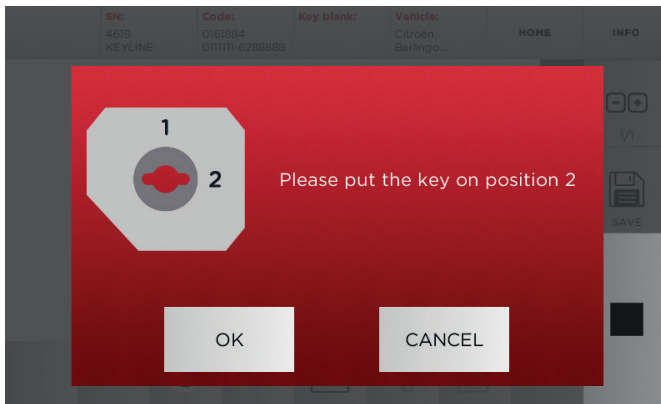 SN: Code: Key blank: Vehicle:
4619 0161884 Citroën HOME INFO
KEYLINE 0111111-6288888 Berlingo...
1
2 Please put the key on position 2
1/1
SAVE
OK CANCEL